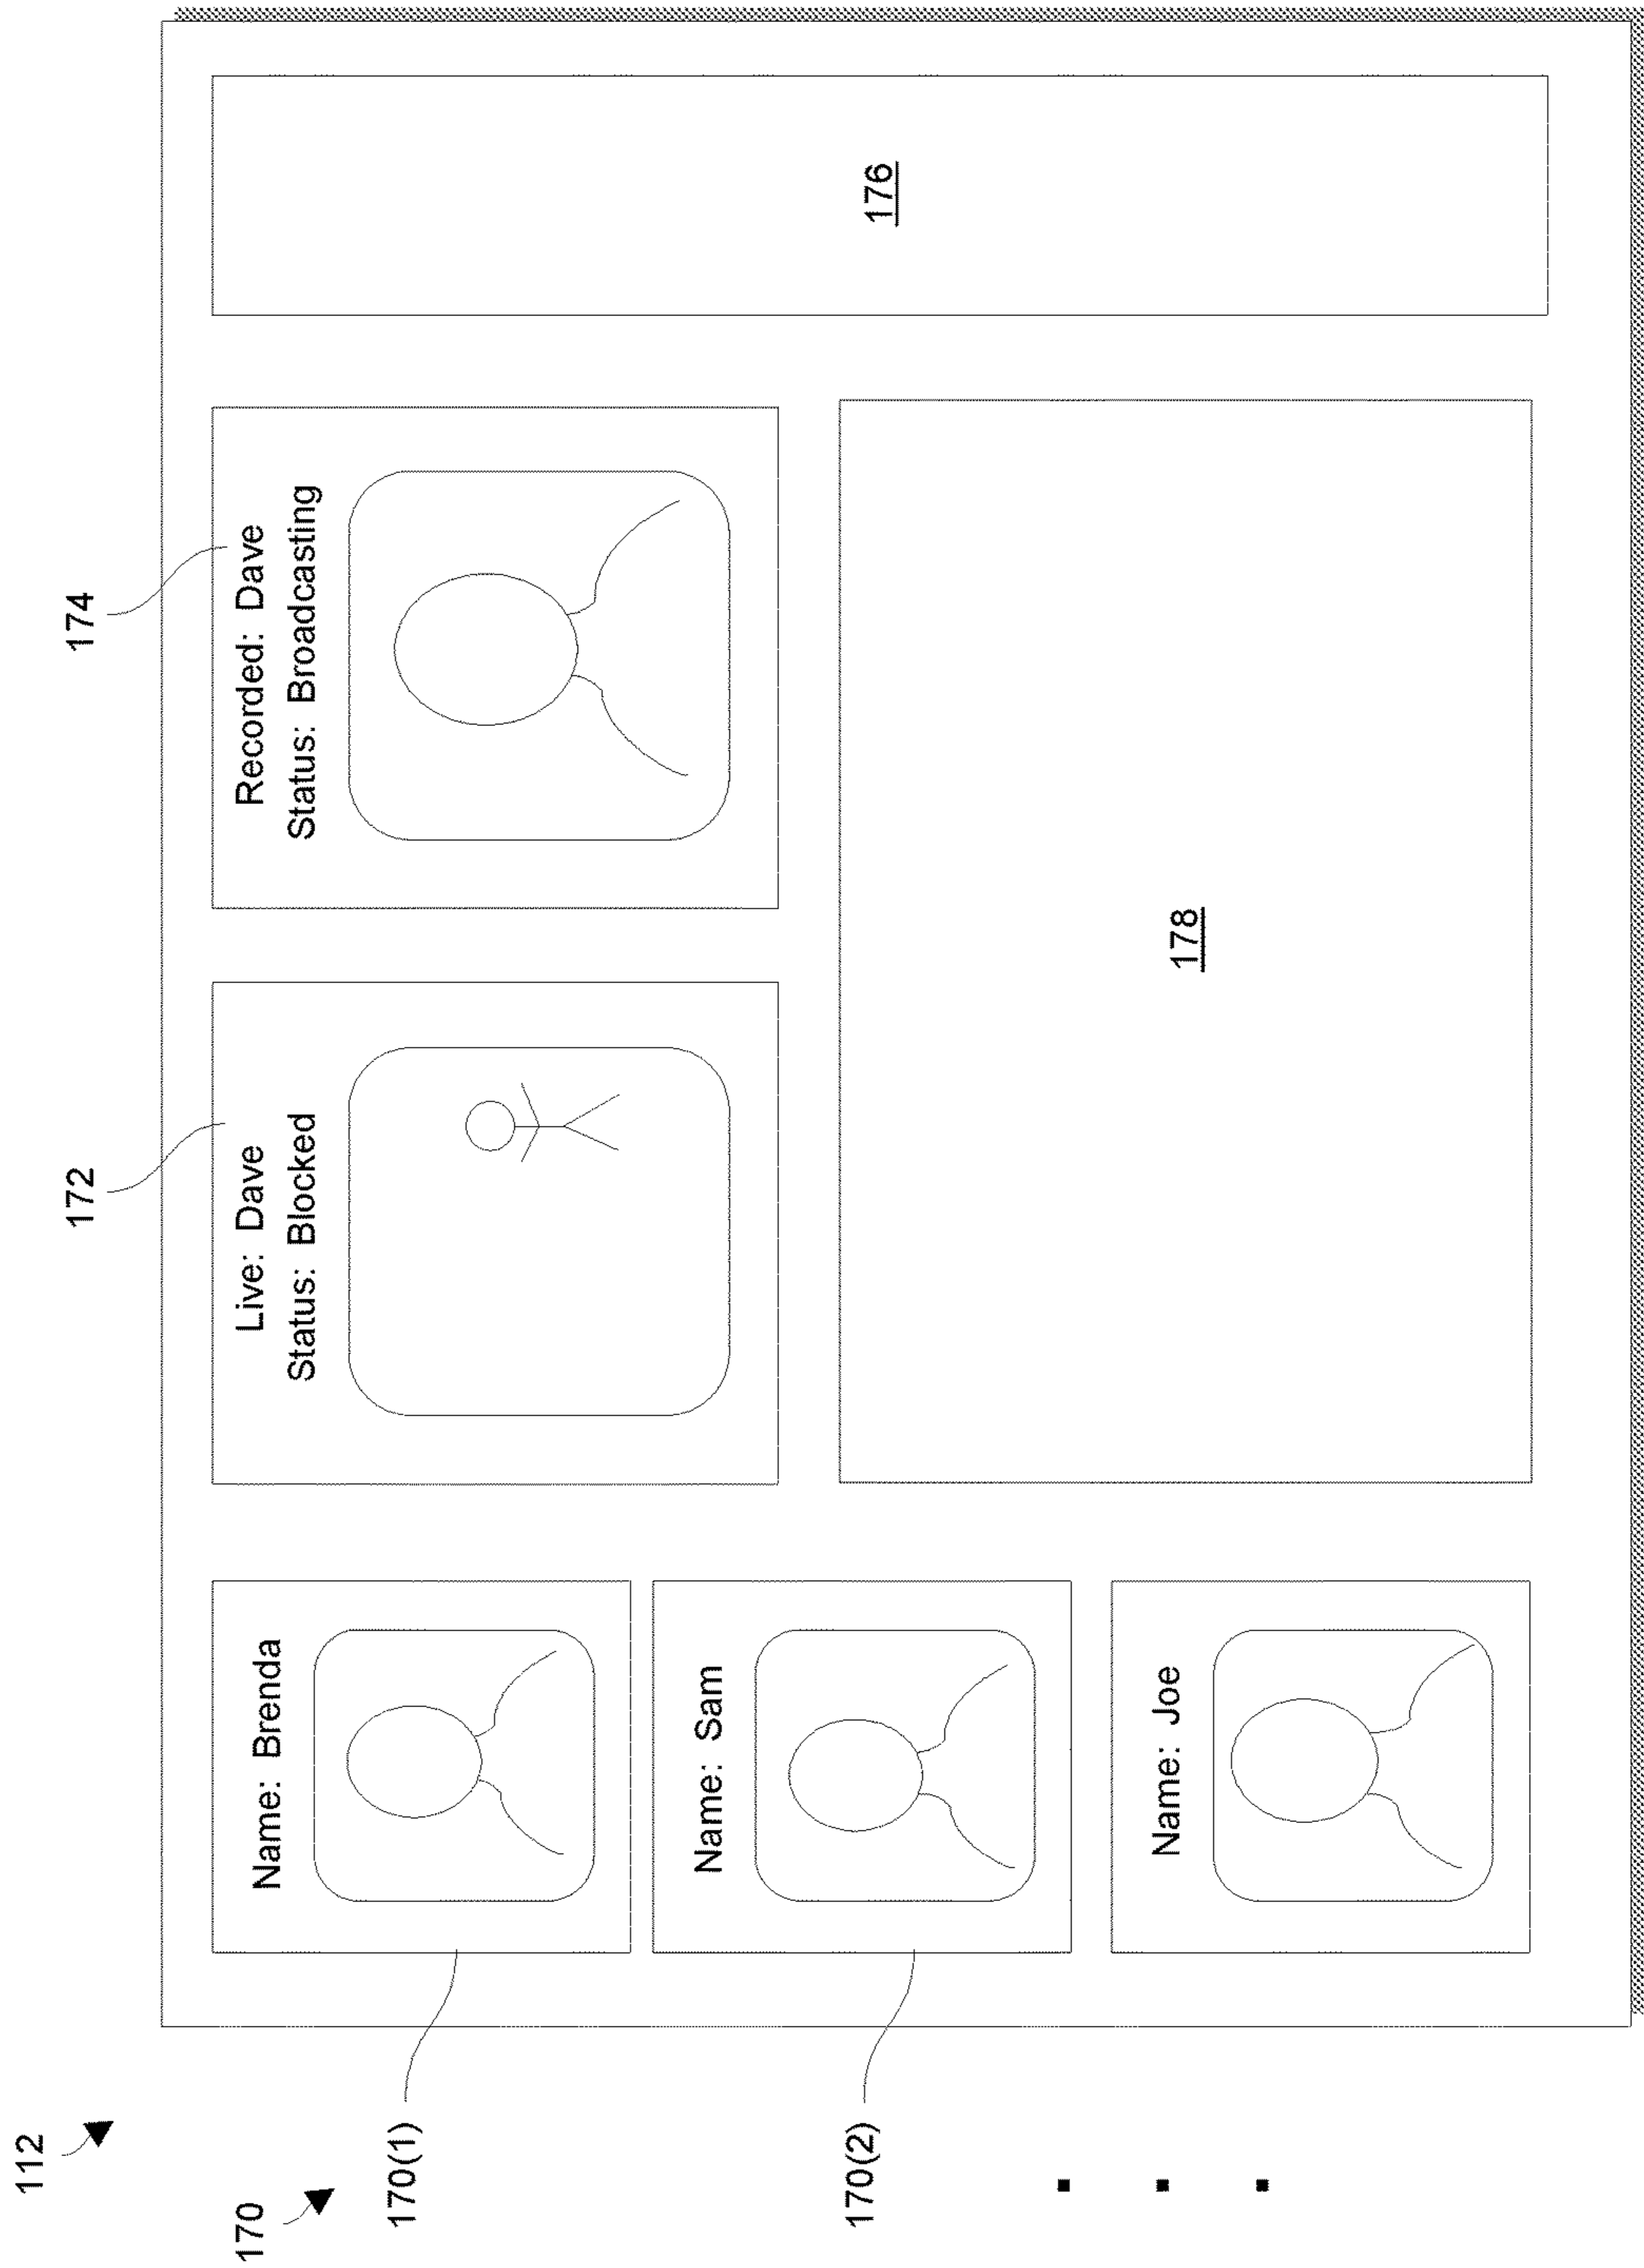 112
170
170(1)
Name: Brenda
170(2)
Name: Sam
Name: Joe
172
Live: Dave
Status: Blocked
174
Recorded: Dave
Status: Broadcasting
178
176